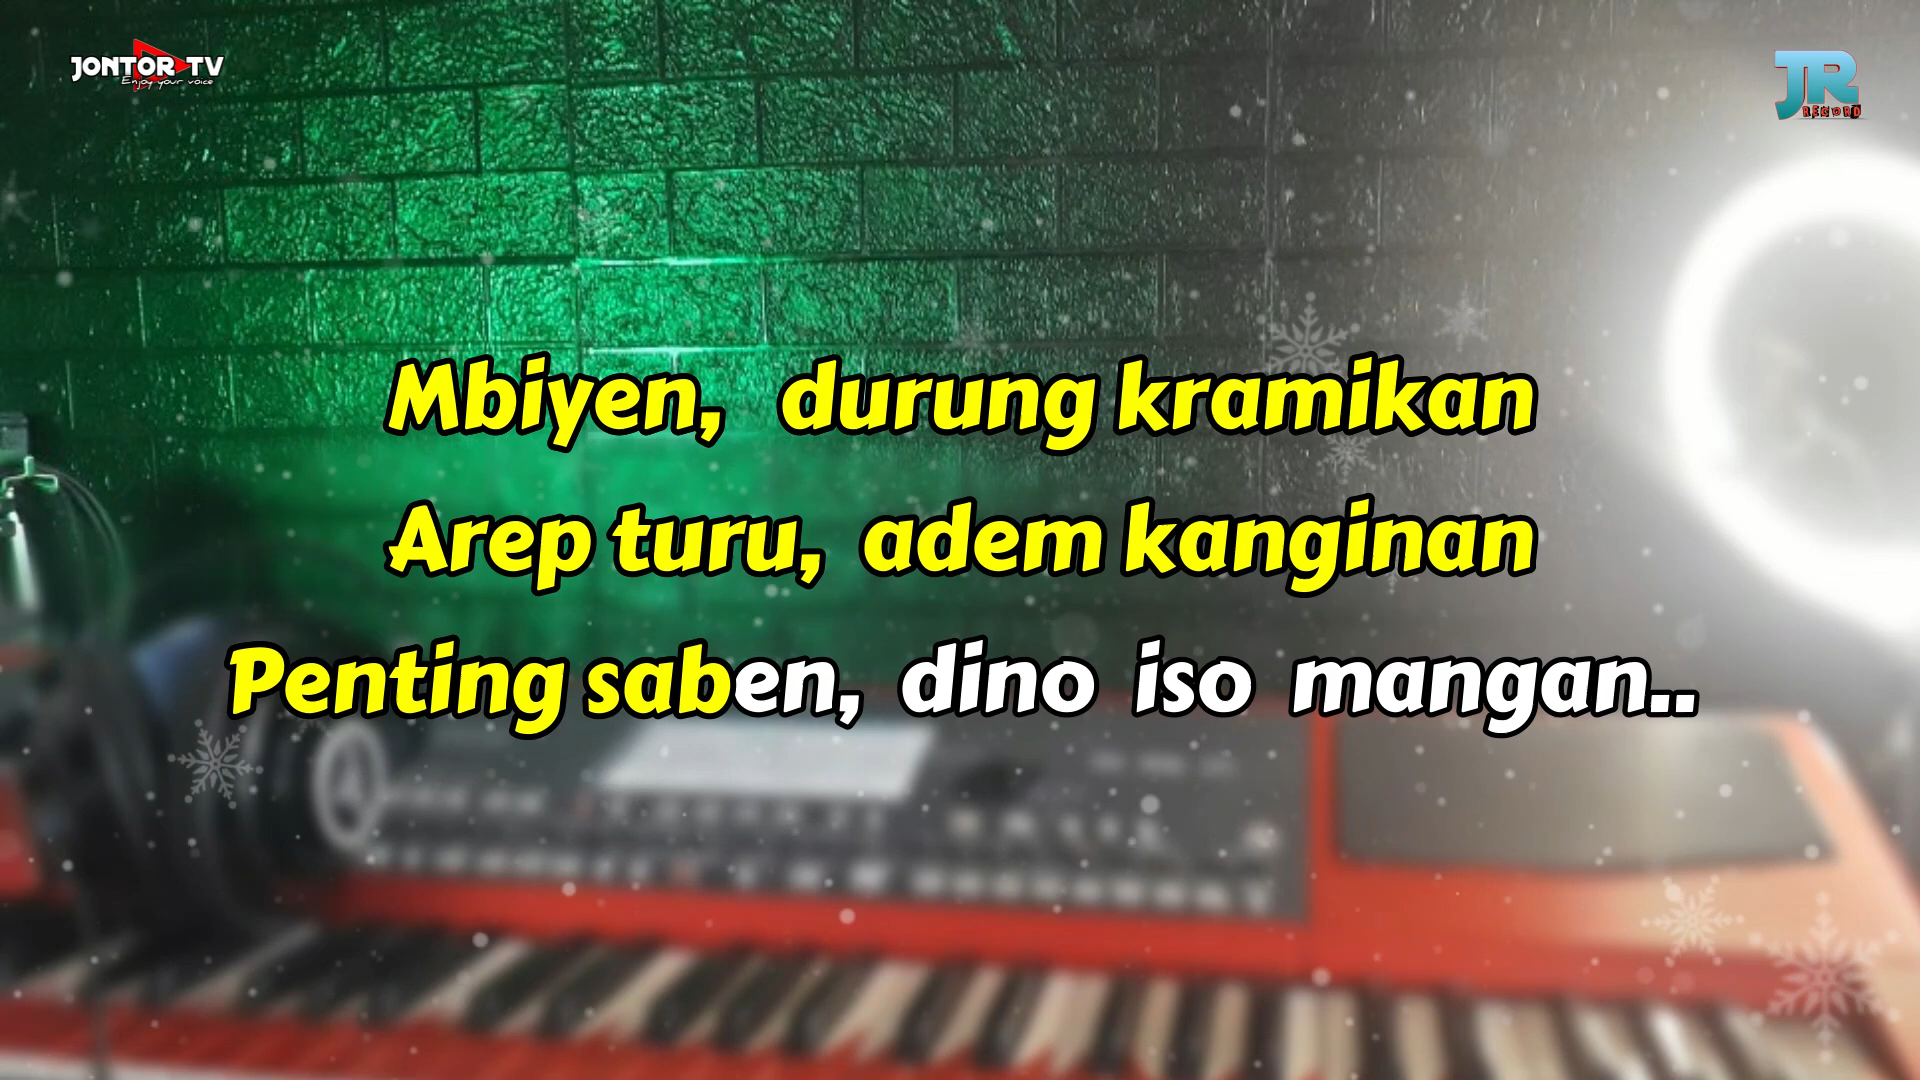 JONTOR TV
Enjoy your voice
JR
RECORD
Mbiyen, durung kramikan
Arep turu, adem kanginan
Penting saben, dino iso mangan..